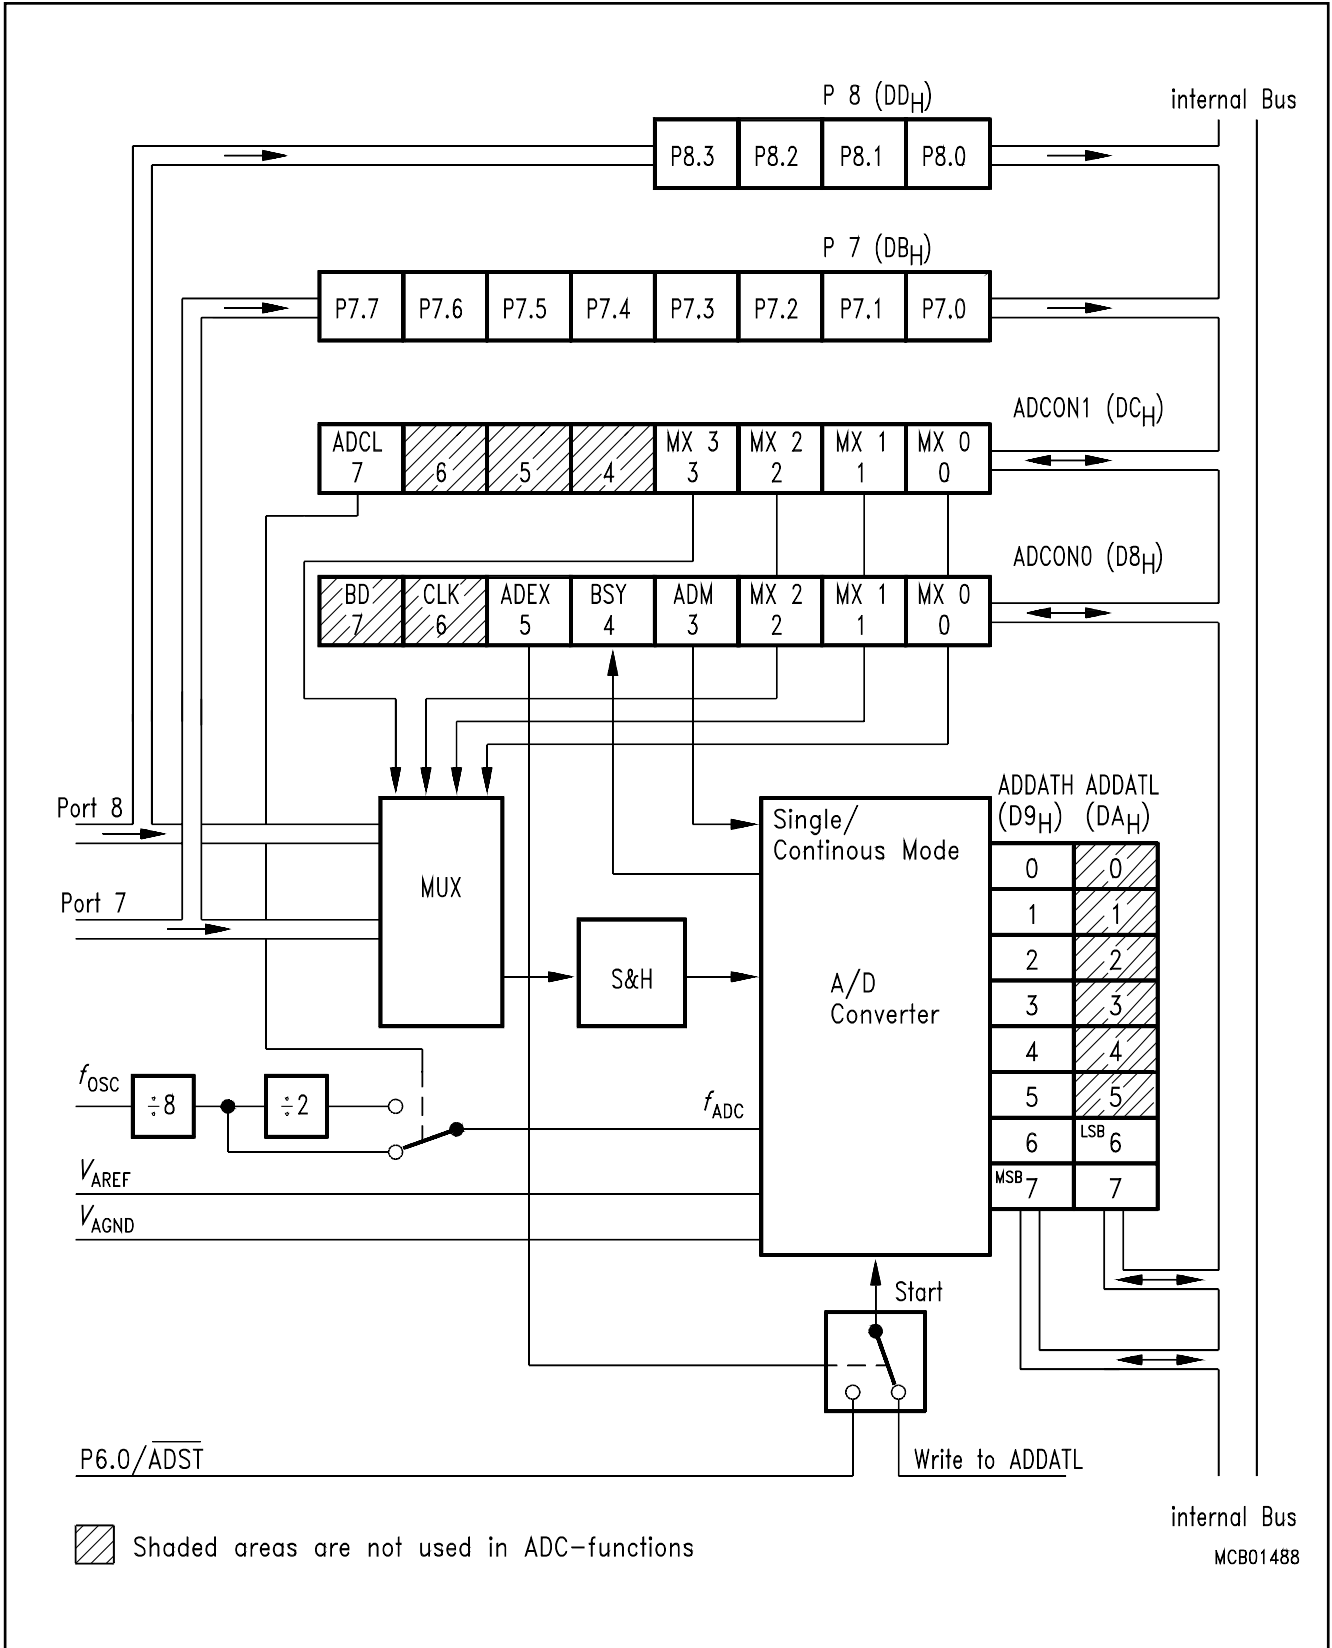 P 8 (DDH)
internal Bus
P8.3 P8.2 P8.1 P8.0
P 7 (DBH)
P7.7 P7.6 P7.5 P7.4 P7.3 P7.2 P7.1 P7.0
ADCON1 (DCH)
ADCL MX 3 MX 2 MX 1 MX 0
7 6 5 4 3 2 1 0
ADCON0 (D8H)
BD CLK ADEX BSY ADM MX 2 MX 1 MX 0
7 6 5 4 3 2 1 0
Port 8
Port 7
MUX
S&H
Single/
Continous Mode
A/D
Converter
ADDATH ADDATL
(D9H) (DAH)
0 0
1 1
2 2
3 3
4 4
5 5
6 LSB 6
MSB 7 7
fOSC
÷8
÷2
fADC
VAREF
VAGND
Start
P6.0/A̅D̅S̅T̅
Write to ADDATL
internal Bus
Shaded areas are not used in ADC-functions
MCB01488